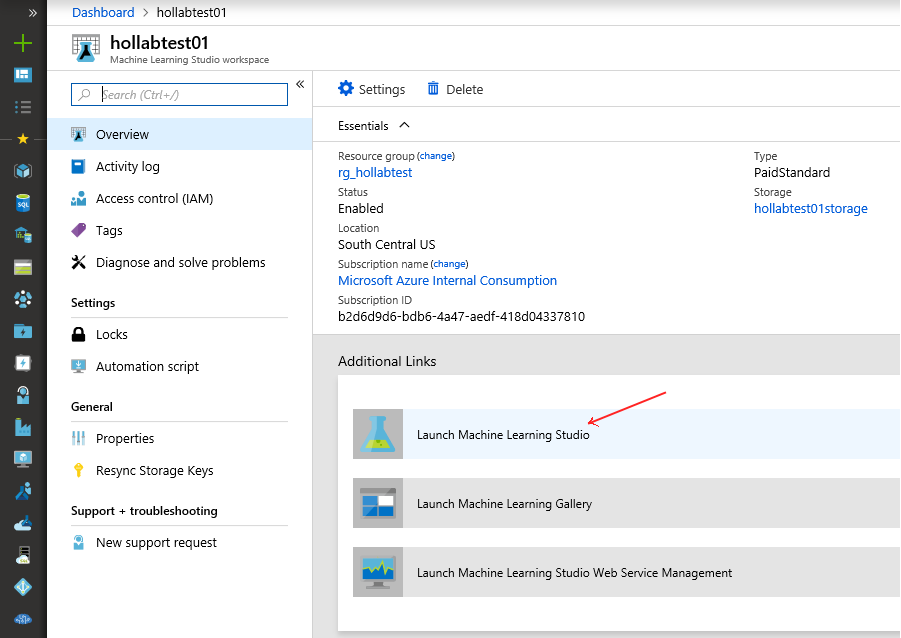 Dashboard > hollabtest01
hollabtest01
Machine Learning Studio workspace
Search (Ctrl+/)
Overview
Activity log
Access control (IAM)
Tags
Diagnose and solve problems
Settings
Locks
Automation script
General
Properties
Resync Storage Keys
Support + troubleshooting
New support request
Settings Delete
Essentials
Resource group (change)
rg_hollabtest
Status
Enabled
Location
South Central US
Subscription name (change)
Microsoft Azure Internal Consumption
Subscription ID
b2d6d9d6-bdb6-4a47-aedf-418d04337810
Type
PaidStandard
Storage
hollabtest01storage
Additional Links
Launch Machine Learning Studio
Launch Machine Learning Gallery
Launch Machine Learning Studio Web Service Management
SQL